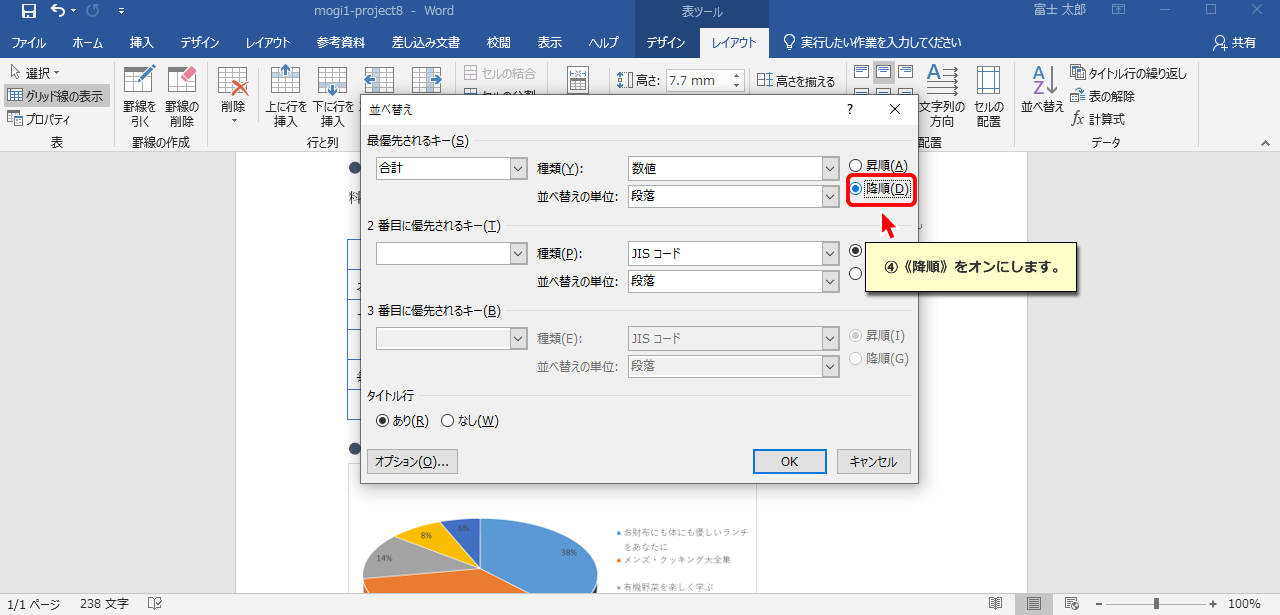 mogi1-project8 - Word
表ツール
富士 太郎
ファイル ホーム 挿入 デザイン レイアウト 参考資料 差し込み文書 校閲 表示 ヘルプ デザイン レイアウト 実行したい作業を入力してください 共有
選択
グリッド線の表示
プロパティ
表
罫線を引く
罫線の削除
罫線の作成
削除
上に行を挿入
下に行を挿入
行と列
セルの結合
高さ: 7.7 mm
高さを揃える
文字列の方向
セルの配置
配置
並べ替え
タイトル行の繰り返し
表の解除
fx 計算式
データ
並べ替え ?
最優先されるキー(S)
合計 種類(Y): 数値 昇順(A)
並べ替えの単位: 段落 降順(D)
2 番目に優先されるキー(T)
種類(P): JIS コード
並べ替えの単位: 段落
④《降順》をオンにします。
3 番目に優先されるキー(B)
種類(E): JIS コード 昇順(I)
並べ替えの単位: 段落 降順(G)
タイトル行
あり(R) なし(W)
オプション(O)... OK キャンセル
料
6%
8%
14%
38%
お財布にも体にも優しいランチ
をあなたに
メンズ・クッキング大全集
有機野菜を楽しく学ぶ
1/1 ページ 238 文字 100%